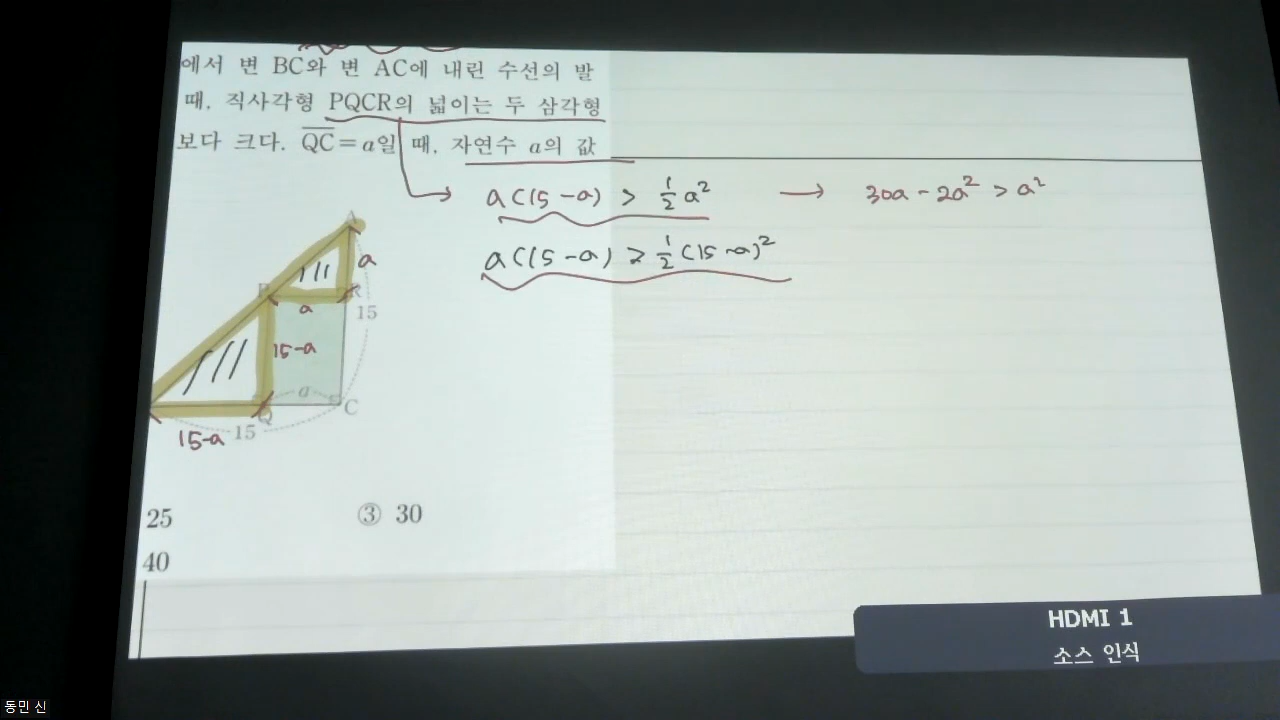 에서 변 BC와 변 AC에 내린 수선의 발
때, 직사각형 PQCR의 넓이는 두 삼각형
보다 크다. QC=a일 때, 자연수 a의 값
a(15-a) > ½a² → 30a - 2a² > a²
a(15-a) > ½(15-a)²
A
a
P
R
a
15
15-a
a
Q
C
15-a
15
25
③ 30
40
HDMI 1
소스 인식
동민 신